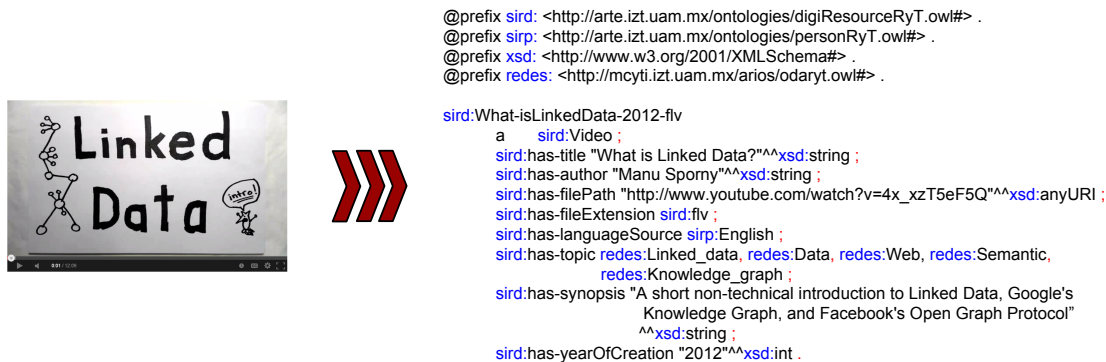 @prefix sird: <http://arte.izt.uam.mx/ontologies/digiResourceRyT.owl#> .
@prefix sirp: <http://arte.izt.uam.mx/ontologies/personRyT.owl#> .
@prefix xsd: <http://www.w3.org/2001/XMLSchema#> .
@prefix redes: <http://mcyti.izt.uam.mx/arios/odaryt.owl#> .
Linked
Data
intro!
0:01 / 12:09
sird:What-isLinkedData-2012-flv
a sird:Video ;
sird:has-title "What is Linked Data?"^^xsd:string ;
sird:has-author "Manu Sporny"^^xsd:string ;
sird:has-filePath "http://www.youtube.com/watch?v=4x_xzT5eF5Q"^^xsd:anyURI ;
sird:has-fileExtension sird:flv ;
sird:has-languageSource sirp:English ;
sird:has-topic redes:Linked_data, redes:Data, redes:Web, redes:Semantic,
redes:Knowledge_graph ;
sird:has-synopsis "A short non-technical introduction to Linked Data, Google's
Knowledge Graph, and Facebook's Open Graph Protocol”
^^xsd:string ;
sird:has-yearOfCreation "2012"^^xsd:int .